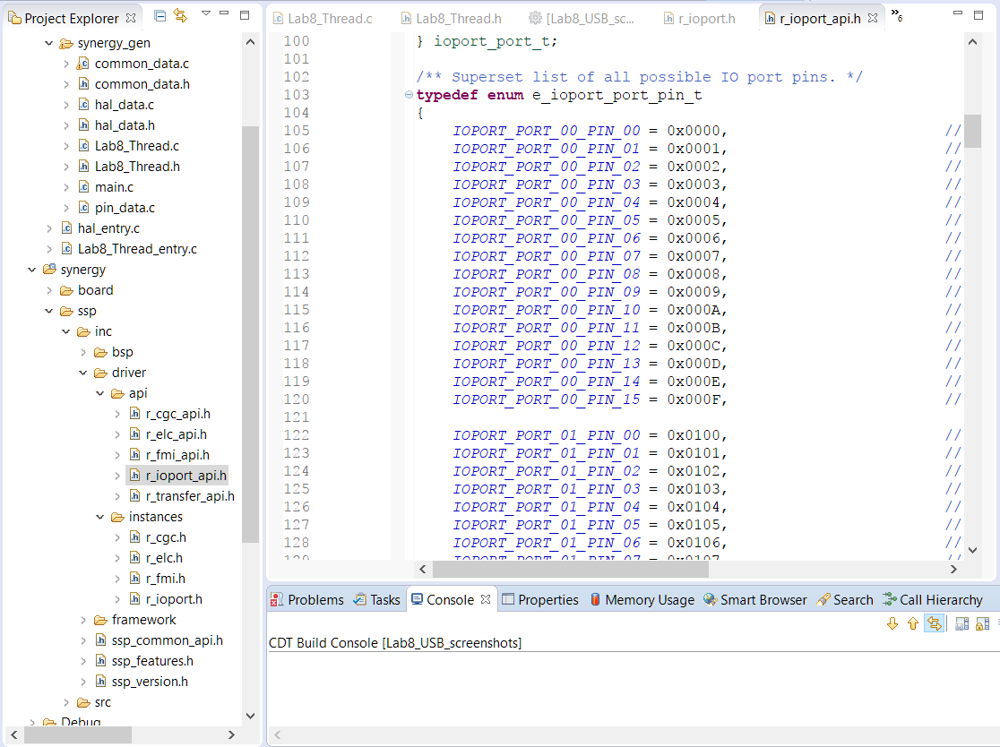 Project Explorer
synergy_gen
common_data.c
common_data.h
hal_data.c
hal_data.h
Lab8_Thread.c
Lab8_Thread.h
main.c
pin_data.c
hal_entry.c
Lab8_Thread_entry.c
synergy
board
ssp
inc
bsp
driver
api
r_cgc_api.h
r_elc_api.h
r_fmi_api.h
r_ioport_api.h
r_transfer_api.h
instances
r_cgc.h
r_elc.h
r_fmi.h
r_ioport.h
framework
ssp_common_api.h
ssp_features.h
ssp_version.h
src
Debug
Lab8_Thread.c Lab8_Thread.h [Lab8_USB_sc... r_ioport.h r_ioport_api.h »6
100 } ioport_port_t;
101
102 /** Superset list of all possible IO port pins. */
103 typedef enum e_ioport_port_pin_t
104 {
105 IOPORT_PORT_00_PIN_00 = 0x0000, //
106 IOPORT_PORT_00_PIN_01 = 0x0001, //
107 IOPORT_PORT_00_PIN_02 = 0x0002, //
108 IOPORT_PORT_00_PIN_03 = 0x0003, //
109 IOPORT_PORT_00_PIN_04 = 0x0004, //
110 IOPORT_PORT_00_PIN_05 = 0x0005, //
111 IOPORT_PORT_00_PIN_06 = 0x0006, //
112 IOPORT_PORT_00_PIN_07 = 0x0007, //
113 IOPORT_PORT_00_PIN_08 = 0x0008, //
114 IOPORT_PORT_00_PIN_09 = 0x0009, //
115 IOPORT_PORT_00_PIN_10 = 0x000A, //
116 IOPORT_PORT_00_PIN_11 = 0x000B, //
117 IOPORT_PORT_00_PIN_12 = 0x000C, //
118 IOPORT_PORT_00_PIN_13 = 0x000D, //
119 IOPORT_PORT_00_PIN_14 = 0x000E, //
120 IOPORT_PORT_00_PIN_15 = 0x000F, //
121
122 IOPORT_PORT_01_PIN_00 = 0x0100, //
123 IOPORT_PORT_01_PIN_01 = 0x0101, //
124 IOPORT_PORT_01_PIN_02 = 0x0102, //
125 IOPORT_PORT_01_PIN_03 = 0x0103, //
126 IOPORT_PORT_01_PIN_04 = 0x0104, //
127 IOPORT_PORT_01_PIN_05 = 0x0105, //
128 IOPORT_PORT_01_PIN_06 = 0x0106, //
129 IOPORT_PORT_01_PIN_07 = 0x0107 //
Problems Tasks Console Properties Memory Usage Smart Browser Search Call Hierarchy
CDT Build Console [Lab8_USB_screenshots]